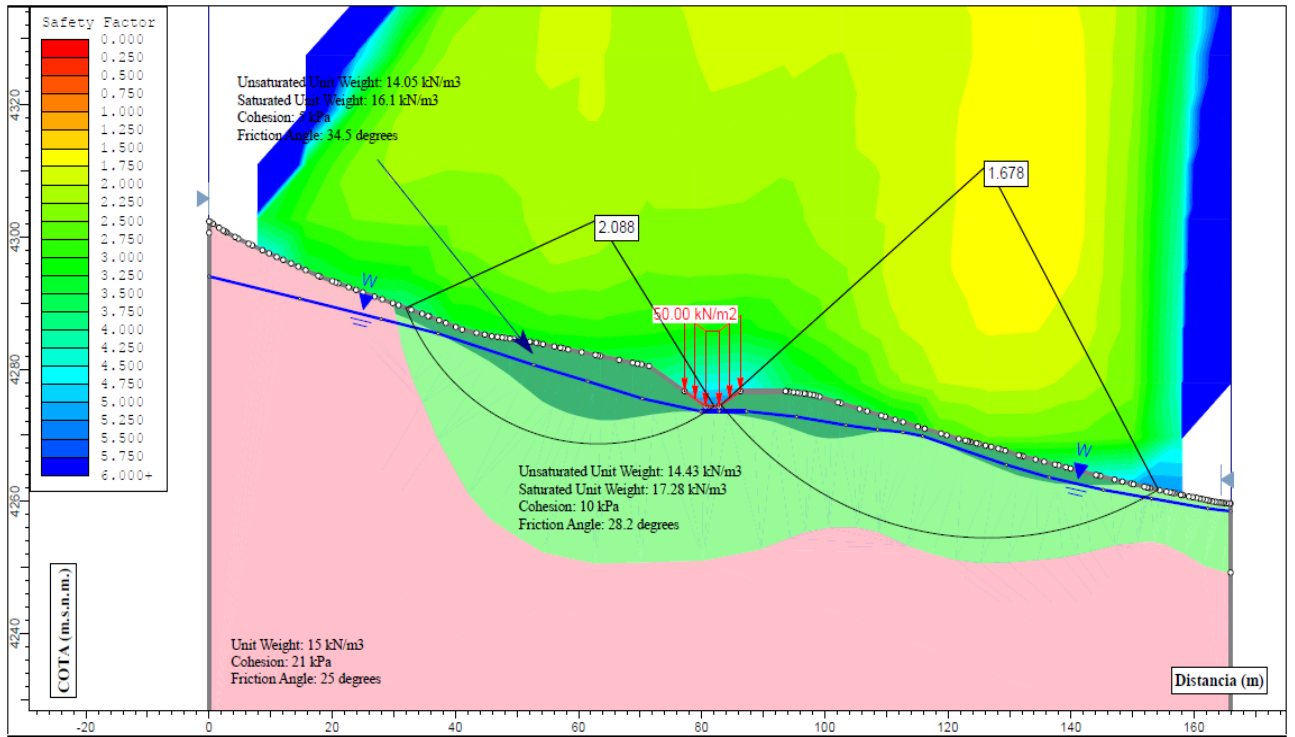 Safety Factor
0.000
0.250
0.500
0.750
1.000
1.250
1.500
1.750
2.000
2.250
2.500
2.750
3.000
3.250
3.500
3.750
4.000
4.250
4.500
4.750
5.000
5.250
5.500
5.750
6.000+
Unsaturated Unit Weight: 14.05 kN/m3
Saturated Unit Weight: 16.1 kN/m3
Cohesion: kPa
Friction Angle: 34.5 degrees
1.678
2.088
W
50.00 kN/m2
W
Unsaturated Unit Weight: 14.43 kN/m3
Saturated Unit Weight: 17.28 kN/m3
Cohesion: 10 kPa
Friction Angle: 28.2 degrees
Unit Weight: 15 kN/m3
Cohesion: 21 kPa
Friction Angle: 25 degrees
COTA (m.s.n.m.)
Distancia (m)
4320
4300
4280
4260
4240
-20
0
20
40
60
80
100
120
140
160